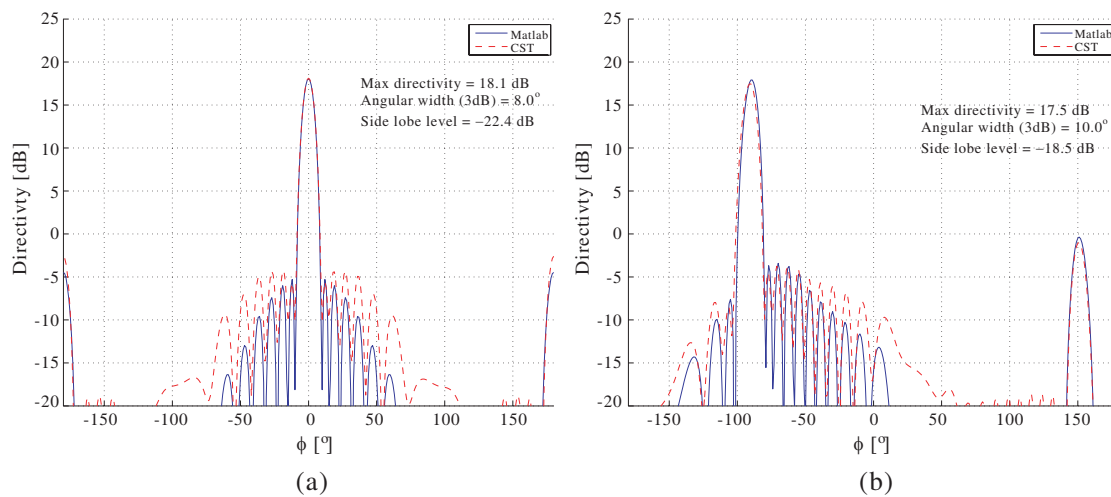 25
20
15
10
5
0
-5
-10
-15
-20
Directivty [dB]
-150
-100
-50
0
50
100
150
ϕ [º]
Matlab
CST
Max directivity = 18.1 dB
Angular width (3dB) = 8.0º
Side lobe level = −22.4 dB
(a)
25
20
15
10
5
0
-5
-10
-15
-20
Directivty [dB]
-150
-100
-50
0
50
100
150
ϕ [º]
Matlab
CST
Max directivity = 17.5 dB
Angular width (3dB) = 10.0º
Side lobe level = −18.5 dB
(b)